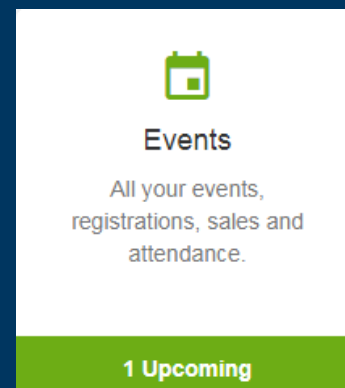 Events
All your events,
registrations, sales and
attendance.
1 Upcoming